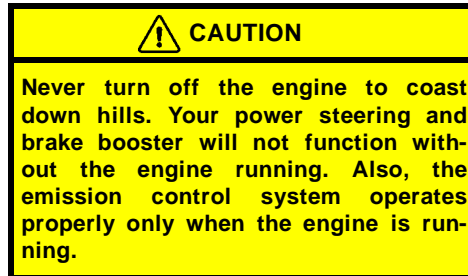 CAUTION
Never turn off the engine to coast
down hills. Your power steering and
brake booster will not function with-
out the engine running. Also, the
emission control system operates
properly only when the engine is run-
ning.